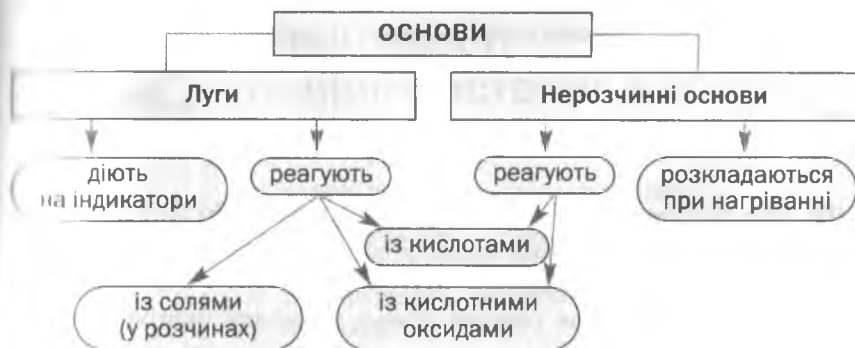 ОСНОВИ
Луги
Нерозчинні основи
діють
на індикатори
реагують
реагують
розкладаються
при нагріванні
із кислотами
із солями
(у розчинах)
із кислотними
оксидами